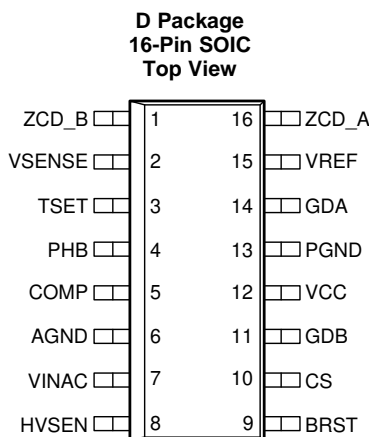 D Package
16-Pin SOIC
Top View
ZCD_B 1 16 ZCD_A
VSENSE 2 15 VREF
TSET 3 14 GDA
PHB 4 13 PGND
COMP 5 12 VCC
AGND 6 11 GDB
VINAC 7 10 CS
HVSEN 8 9 BRST